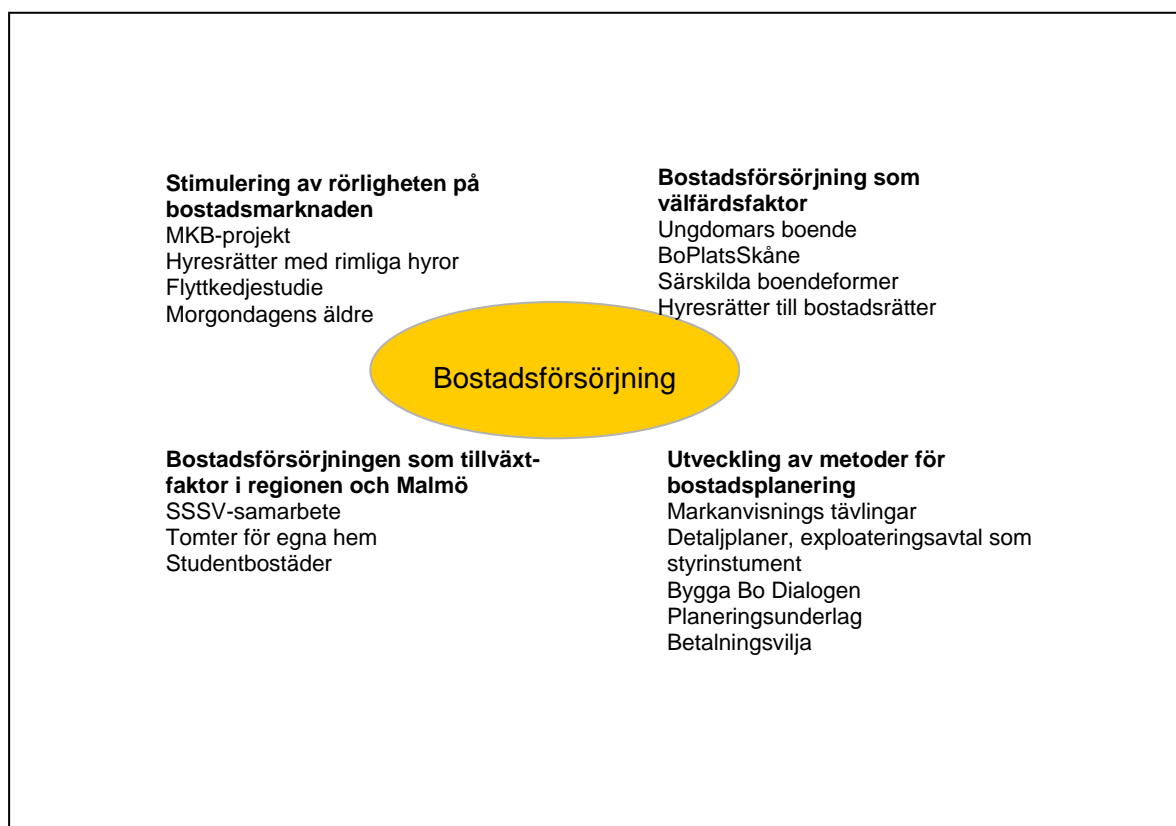 Stimulering av rörligheten på
bostadsmarknaden
MKB-projekt
Hyresrätter med rimliga hyror
Flyttkedjestudie
Morgondagens äldre
Bostadsförsörjning som
välfärdsfaktor
Ungdomars boende
BoPlatsSkåne
Särskilda boendeformer
Hyresrätter till bostadsrätter
Bostadsförsörjning
Bostadsförsörjningen som tillväxt-
faktor i regionen och Malmö
SSSV-samarbete
Tomter för egna hem
Studentbostäder
Utveckling av metoder för
bostadsplanering
Markanvisnings tävlingar
Detaljplaner, exploateringsavtal som
styrinstument
Bygga Bo Dialogen
Planeringsunderlag
Betalningsvilja